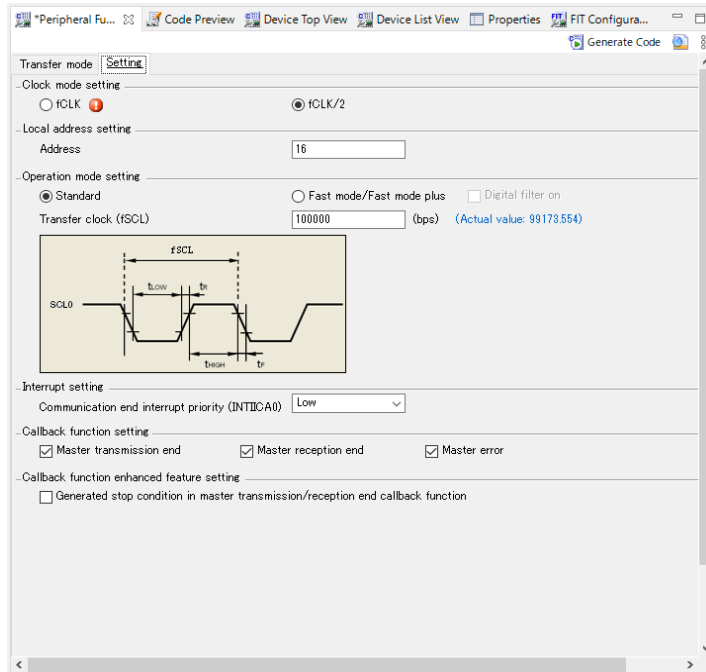 *Peripheral Fu... Code Preview Device Top View Device List View Properties FIT Configura...
Generate Code
Transfer mode Setting
Clock mode setting
fCLK fCLK/2
Local address setting
Address 16
Operation mode setting
Standard Fast mode/Fast mode plus Digital filter on
Transfer clock (fSCL) 100000 (bps) (Actual value: 99173.554)
fSCL
tLOW tR
SCL0
tHIGH tF
Interrupt setting
Communication end interrupt priority (INTIICA0) Low
Callback function setting
Master transmission end Master reception end Master error
Callback function enhanced feature setting
Generated stop condition in master transmission/reception end callback function